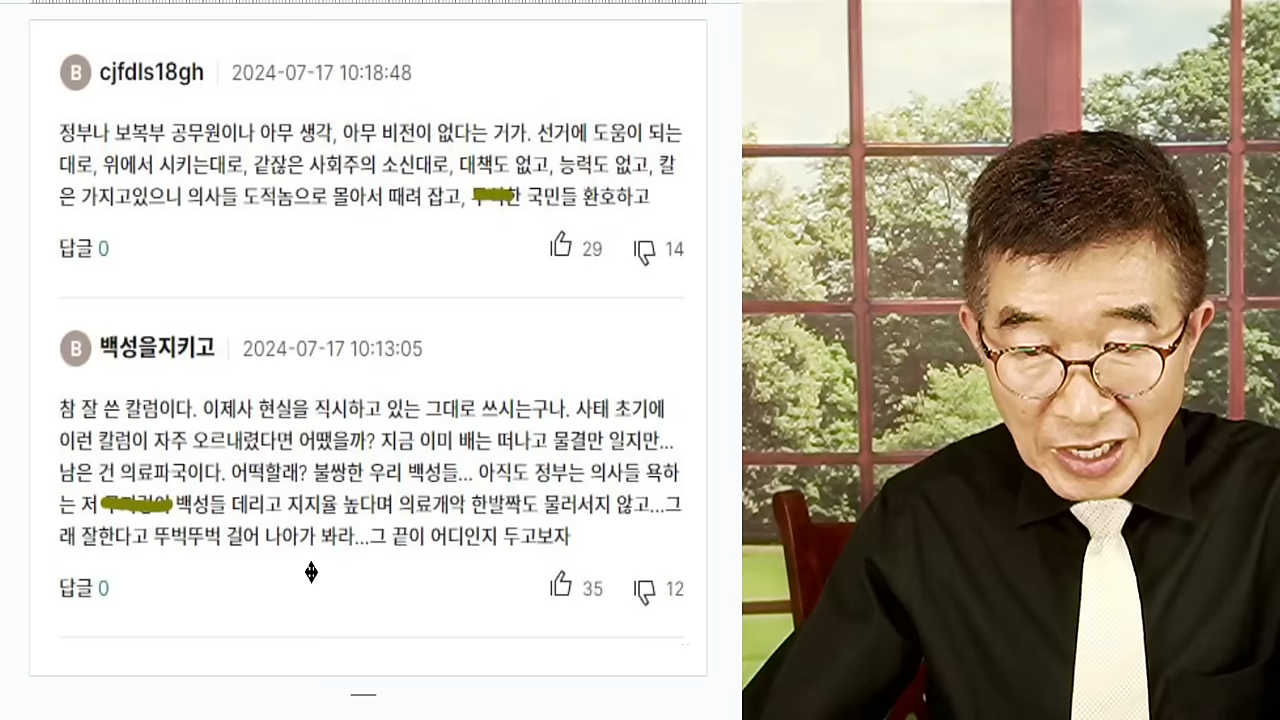 B cjfdls18gh 2024-07-17 10:18:48
정부나 보복부 공무원이나 아무 생각, 아무 비전이 없다는 거가. 선거에 도움이 되는
대로, 위에서 시키는대로, 같잖은 사회주의 소신대로, 대책도 없고, 능력도 없고, 칼
은 가지고있으니 의사들 도적놈으로 몰아서 때려 잡고, 국민들 환호하고
답글 0 29 14
B 백성을지키고 2024-07-17 10:13:05
참 잘 쓴 칼럼이다. 이제사 현실을 직시하고 있는 그대로 쓰시는구나. 사태 초기에
이런 칼럼이 자주 오르내렸다면 어땠을까? 지금 이미 배는 떠나고 물결만 일지만...
남은 건 의료파국이다. 어떡할래? 불쌍한 우리 백성들... 아직도 정부는 의사들 욕하
는 저 백성들 데리고 지지율 높다며 의료개악 한발짝도 물러서지 않고...그
래 잘한다고 뚜벅뚜벅 걸어 나아가 봐라...그 끝이 어디인지 두고보자
답글 0 35 12